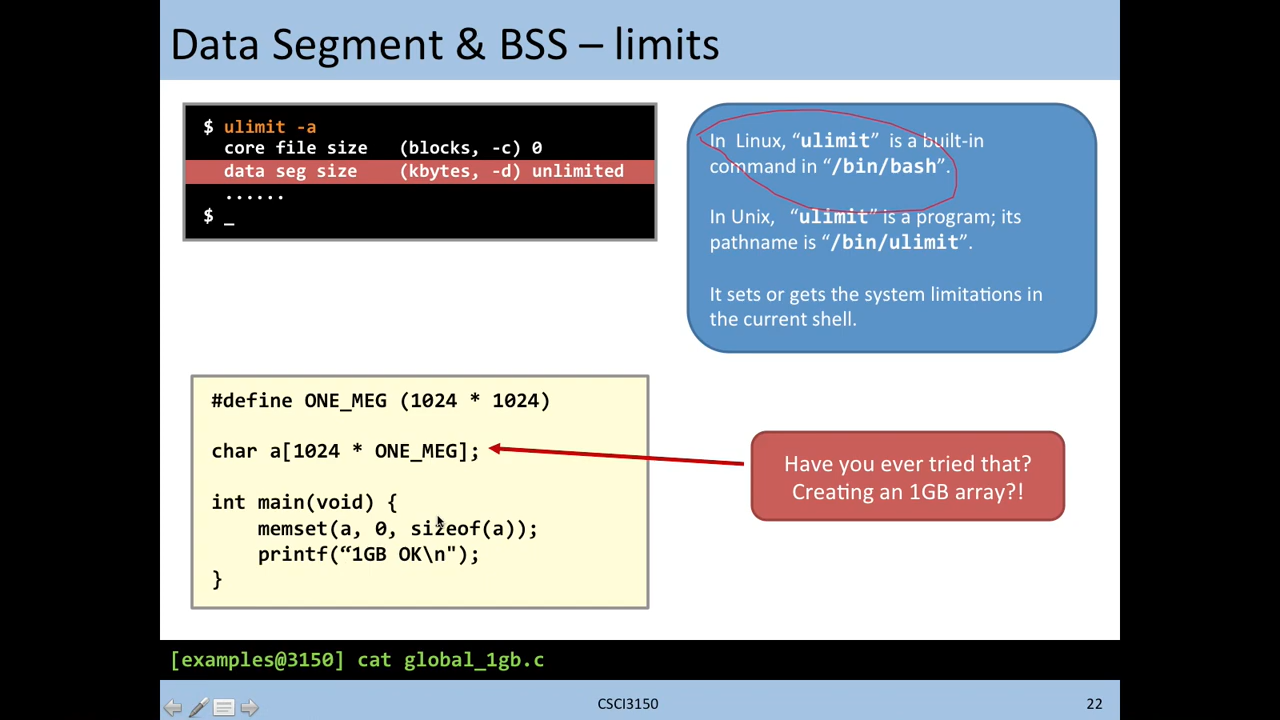 Data Segment & BSS – limits
$ ulimit -a
core file size (blocks, -c) 0
data seg size (kbytes, -d) unlimited
......
$ _
In Linux, “ulimit” is a built-in
command in “/bin/bash”.
In Unix, “ulimit” is a program; its
pathname is “/bin/ulimit”.
It sets or gets the system limitations in
the current shell.
#define ONE_MEG (1024 * 1024)
char a[1024 * ONE_MEG];
int main(void) {
memset(a, 0, sizeof(a));
printf(“1GB OK\n");
}
Have you ever tried that?
Creating an 1GB array?!
[examples@3150] cat global_1gb.c
CSCI3150
22